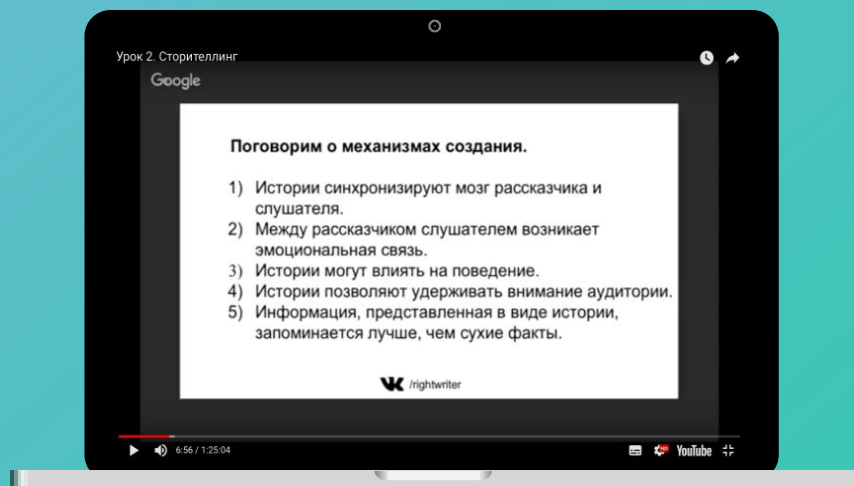 Урок 2. Сторителлинг
Google
Поговорим о механизмах создания.
1) Истории синхронизируют мозг рассказчика и
слушателя.
2) Между рассказчиком слушателем возникает
эмоциональная связь.
3) Истории могут влиять на поведение.
4) Истории позволяют удерживать внимание аудитории.
5) Информация, представленная в виде истории,
запоминается лучше, чем сухие факты.
/rightwriter
6:56 / 1:25:04
HD
YouTube